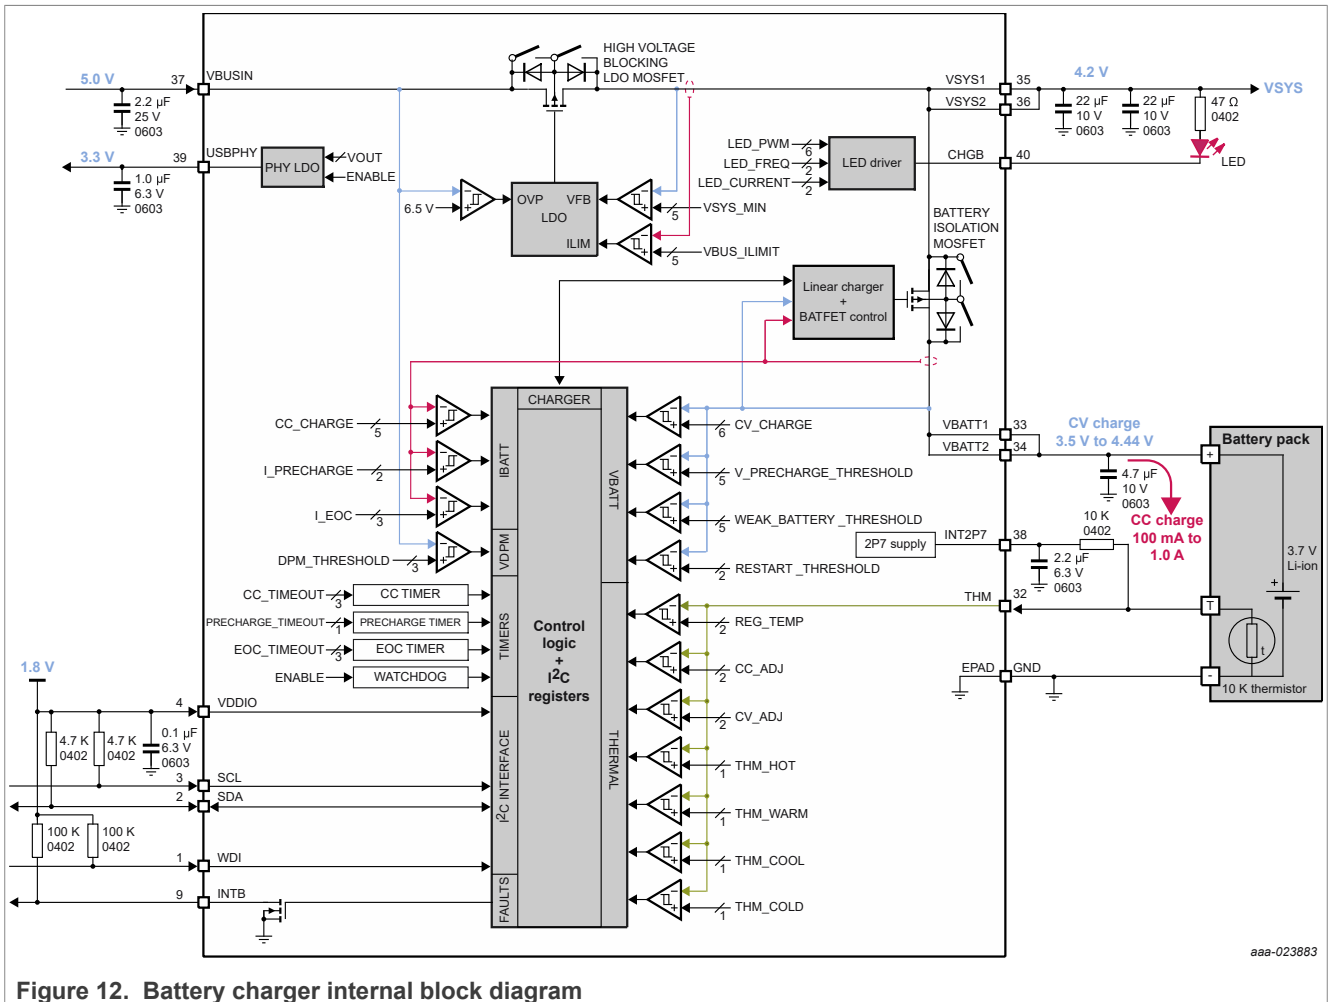 HIGH VOLTAGE
BLOCKING
LDO MOSFET
5.0 V
37
VBUSIN
2.2 µF
25 V
0603
3.3 V
39
USBPHY
PHY LDO
VOUT
ENABLE
1.0 µF
6.3 V
0603
6.5 V
OVP
VFB
LDO
ILIM
5
VSYS_MIN
5
VBUS_ILIMIT
LED_PWM
6
LED_FREQ
2
LED_CURRENT
2
LED driver
VSYS1
35
VSYS2
36
4.2 V
VSYS
22 µF
10 V
0603
22 µF
10 V
0603
47 Ω
0402
CHGB
40
LED
BATTERY
ISOLATION
MOSFET
Linear charger
+
BATFET control
CHARGER
IBATT
VDPM
TIMERS
I2C INTERFACE
FAULTS
VBATT
THERMAL
Control
logic
+
I2C
registers
CC_CHARGE
5
I_PRECHARGE
2
I_EOC
3
DPM_THRESHOLD
3
CC_TIMEOUT
3
CC TIMER
PRECHARGE_TIMEOUT
1
PRECHARGE TIMER
EOC_TIMEOUT
3
EOC TIMER
ENABLE
WATCHDOG
6
CV_CHARGE
5
V_PRECHARGE_THRESHOLD
5
WEAK_BATTERY _THRESHOLD
2
RESTART _THRESHOLD
2
REG_TEMP
2
CC_ADJ
2
CV_ADJ
1
THM_HOT
1
THM_WARM
1
THM_COOL
1
THM_COLD
VBATT1
33
VBATT2
34
CV charge
3.5 V to 4.44 V
4.7 µF
10 V
0603
CC charge
100 mA to
1.0 A
2P7 supply
INT2P7
38
10 K
0402
2.2 µF
6.3 V
0603
THM
32
EPAD
GND
Battery pack
+
T
-
3.7 V
Li-ion
+
t
10 K thermistor
1.8 V
4
VDDIO
4.7 K
0402
4.7 K
0402
0.1 µF
6.3 V
0603
3
SCL
2
SDA
100 K
0402
100 K
0402
1
WDI
9
INTB
aaa-023883
Figure 12. Battery charger internal block diagram